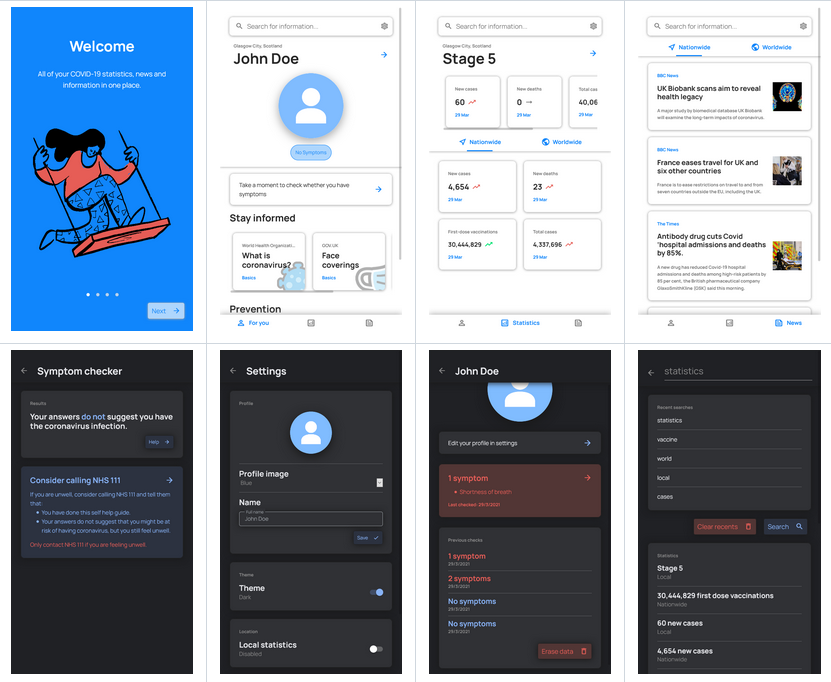 Welcome
All of your COVID-19 statistics, news and
information in one place.
Next
Search for information...
Glasgow City, Scotland
John Doe
No Symptoms
Take a moment to check whether you have
symptoms
Stay informed
World Health Organizati...
What is
coronavirus?
Basics
GOV UK
Face
coverings
Basics
Prevention
For you
Search for information...
Glasgow City, Scotland
Stage 5
New cases
60
29 Mar
New deaths
0
29 Mar
Total cas
40,06
29 Mar
Nationwide
Worldwide
New cases
4,654
29 Mar
New deaths
23
29 Mar
First-dose vaccinations
30,444,829
29 Mar
Total cases
4,337,696
29 Mar
Statistics
Search for information...
Nationwide
Worldwide
BBC News
UK Biobank scans aim to reveal
health legacy
A major study by biomedical database UK Biobank
will examine the long-term impacts of coronavirus.
BBC News
France eases travel for UK and
six other countries
France is to ease restrictions on travel to and from
seven countries outside the EU, including the UK.
The Times
Antibody drug cuts Covid
'hospital admissions and deaths
by 85%.
A new drug has reduced Covid-19 hospital
admissions and deaths among high-risk patients by
85 per cent, the British pharmaceutical company
GlaxoSmithKline (GSK) said this morning
News
Symptom checker
Results
Your answers do not suggest you have
the coronavirus infection.
Help
Consider calling NHS 111
If you are unwell, consider calling NHS 111 and tell them
that:
• You have done this self help guide.
• Your answers do not suggest that you might be at
risk of having coronavirus, but you still feel unwell.
Only contact NHS 111 if you are feeling unwell.
Settings
Profile
Profile image
Blue
Name
Full name
John Doe
Save
Theme
Theme
Dark
Location
Local statistics
Disabled
John Doe
Edit your profile in settings
1 symptom
• Shortness of breath
Last checked: 29/3/2021
Previous checks
1 symptom
29/3/2021
2 symptoms
29/3/2021
No symptoms
29/3/2021
No symptoms
29/3/2021
Erase data
statistics
Recent searches
statistics
vaccine
world
local
cases
Clear recents
Search
Statistics
Stage 5
Local
30,444,829 first dose vaccinations
Nationwide
60 new cases
Local
4,654 new cases
Nationwide